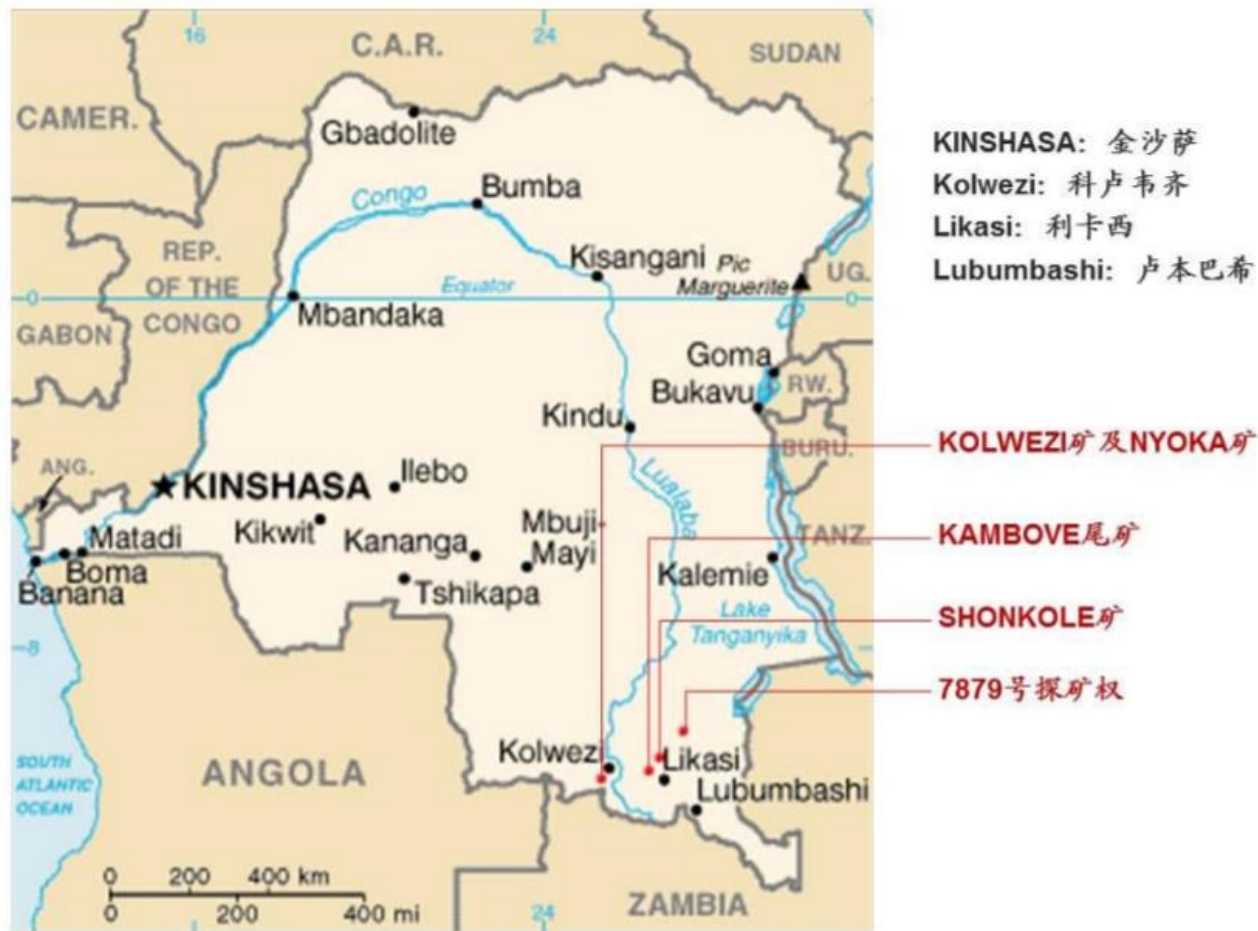 16
24
C.A.R.
SUDAN
CAMER.
Gbadolite
KINSHASA: 金沙萨
Congo
Bumba
Kolwezi: 科卢韦齐
REP.
OF THE
CONGO
Kisangani
Pic
Marguerite
UG.
Likasi: 利卡西
Lubumbashi: 卢本巴希
0
Equator
0
Mbandaka
GABON
Goma
RW.
Bukavu
Kindu
BURU.
KOLWEZI矿及NYOKA矿
ANG.
KINSHASA
Ilebo
Lualaba
Kikwit
Kananga
Mbuji-
Mayi
TANZ.
KAMBOVE尾矿
Matadi
Boma
Banana
Tshikapa
Kalemie
Lake
Tanganyika
SHONKOLE矿
8
7879号探矿权
Kolwezi
Likasi
Lubumbashi
SOUTH
ATLANTIC
OCEAN
ANGOLA
0 200 400 km
0 200 400 mi
24
ZAMBIA